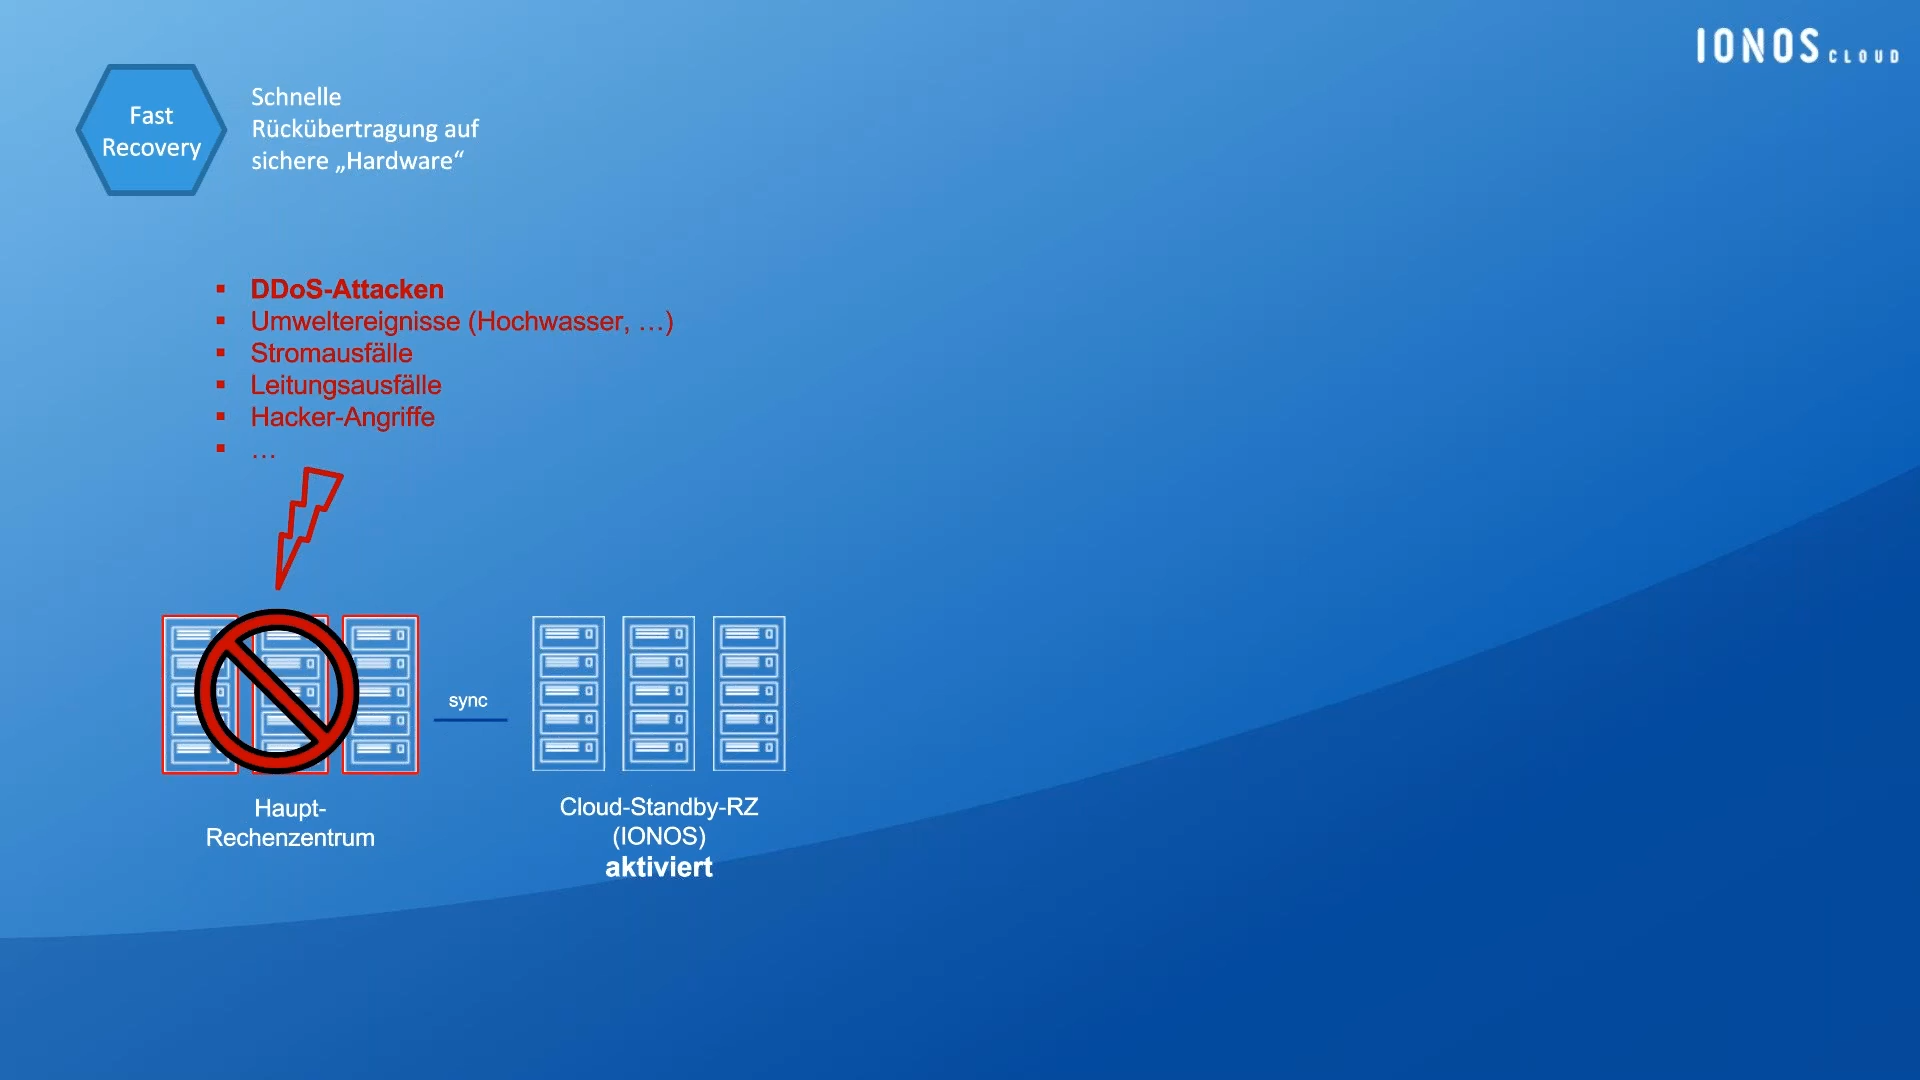 IONOS CLOUD
Fast
Recovery
Schnelle
Rückübertragung auf
sichere „Hardware“
▪ DDoS-Attacken
▪ Umweltereignisse (Hochwasser, …)
▪ Stromausfälle
▪ Leitungsausfälle
▪ Hacker-Angriffe
▪ …
sync
Haupt-
Rechenzentrum
Cloud-Standby-RZ
(IONOS)
aktiviert